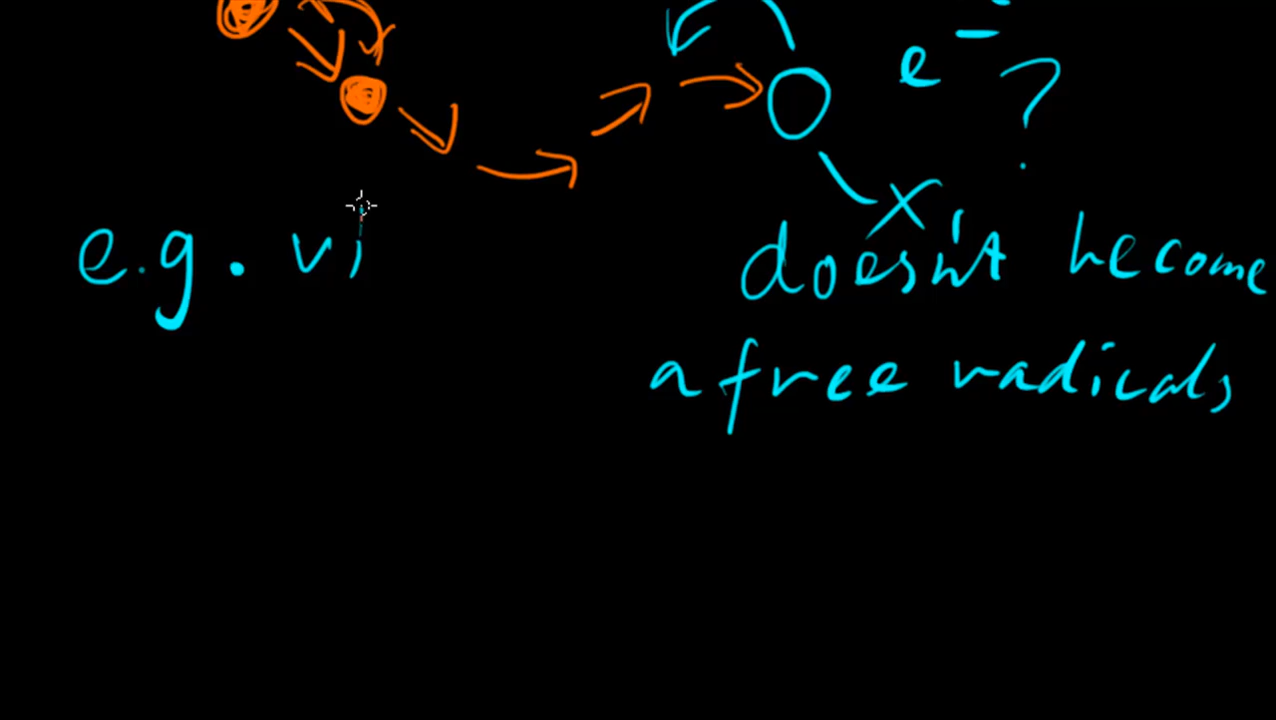 e⁻
?
e.g. vi
doesn't become
a free radicals